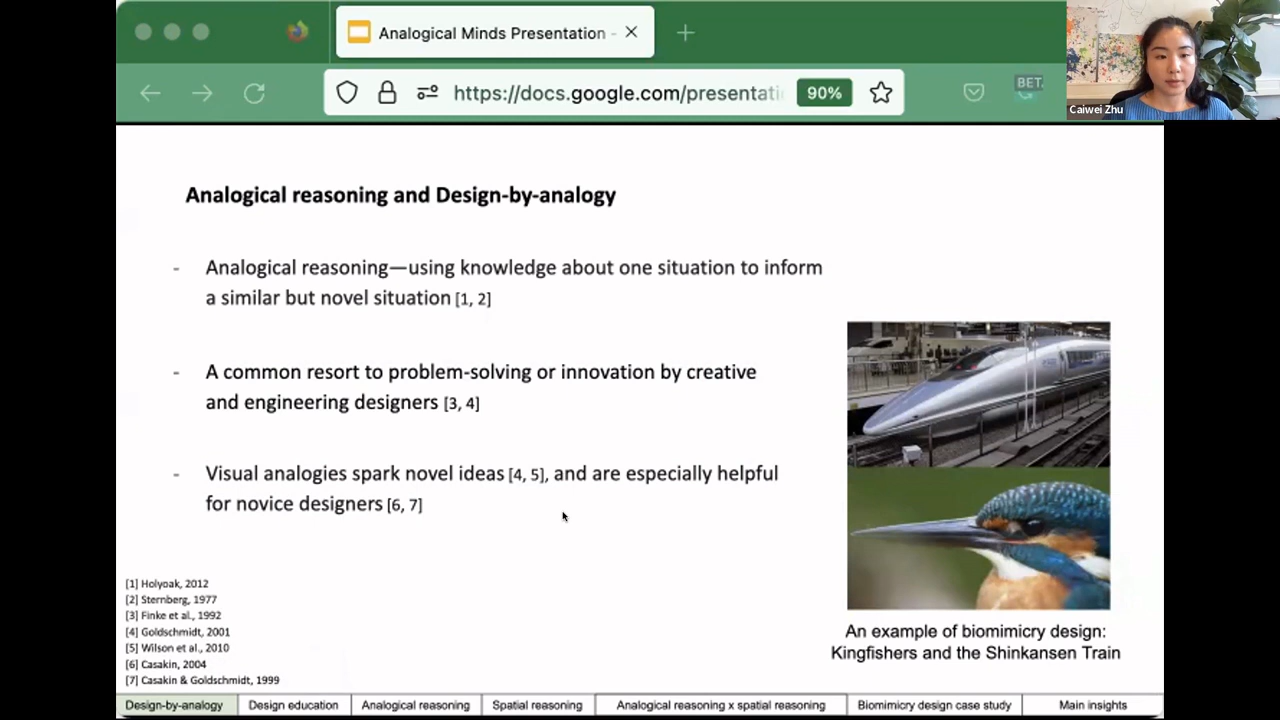 Analogical Minds Presentation -
https://docs.google.com/presentati
90%
BET.
Caiwei Zhu
Analogical reasoning and Design-by-analogy
- Analogical reasoning—using knowledge about one situation to inform
a similar but novel situation [1, 2]
- A common resort to problem-solving or innovation by creative
and engineering designers [3, 4]
- Visual analogies spark novel ideas [4, 5], and are especially helpful
for novice designers [6, 7]
[1] Holyoak, 2012
[2] Sternberg, 1977
[3] Finke et al., 1992
[4] Goldschmidt, 2001
[5] Wilson et al., 2010
[6] Casakin, 2004
[7] Casakin & Goldschmidt, 1999
An example of biomimicry design:
Kingfishers and the Shinkansen Train
Design-by-analogy
Design education
Analogical reasoning
Spatial reasoning
Analogical reasoning x spatial reasoning
Biomimicry design case study
Main insights